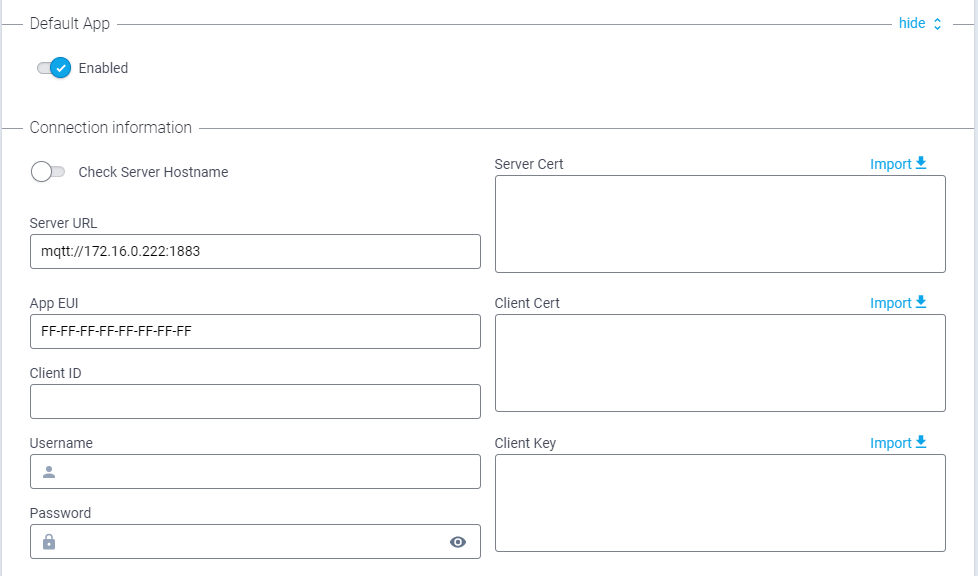 Default App
hide
Enabled
Connection information
Check Server Hostname
Server URL
mqtt://172.16.0.222:1883
App EUI
FF-FF-FF-FF-FF-FF-FF-FF
Client ID
Username
Password
Server Cert
Import
Client Cert
Import
Client Key
Import